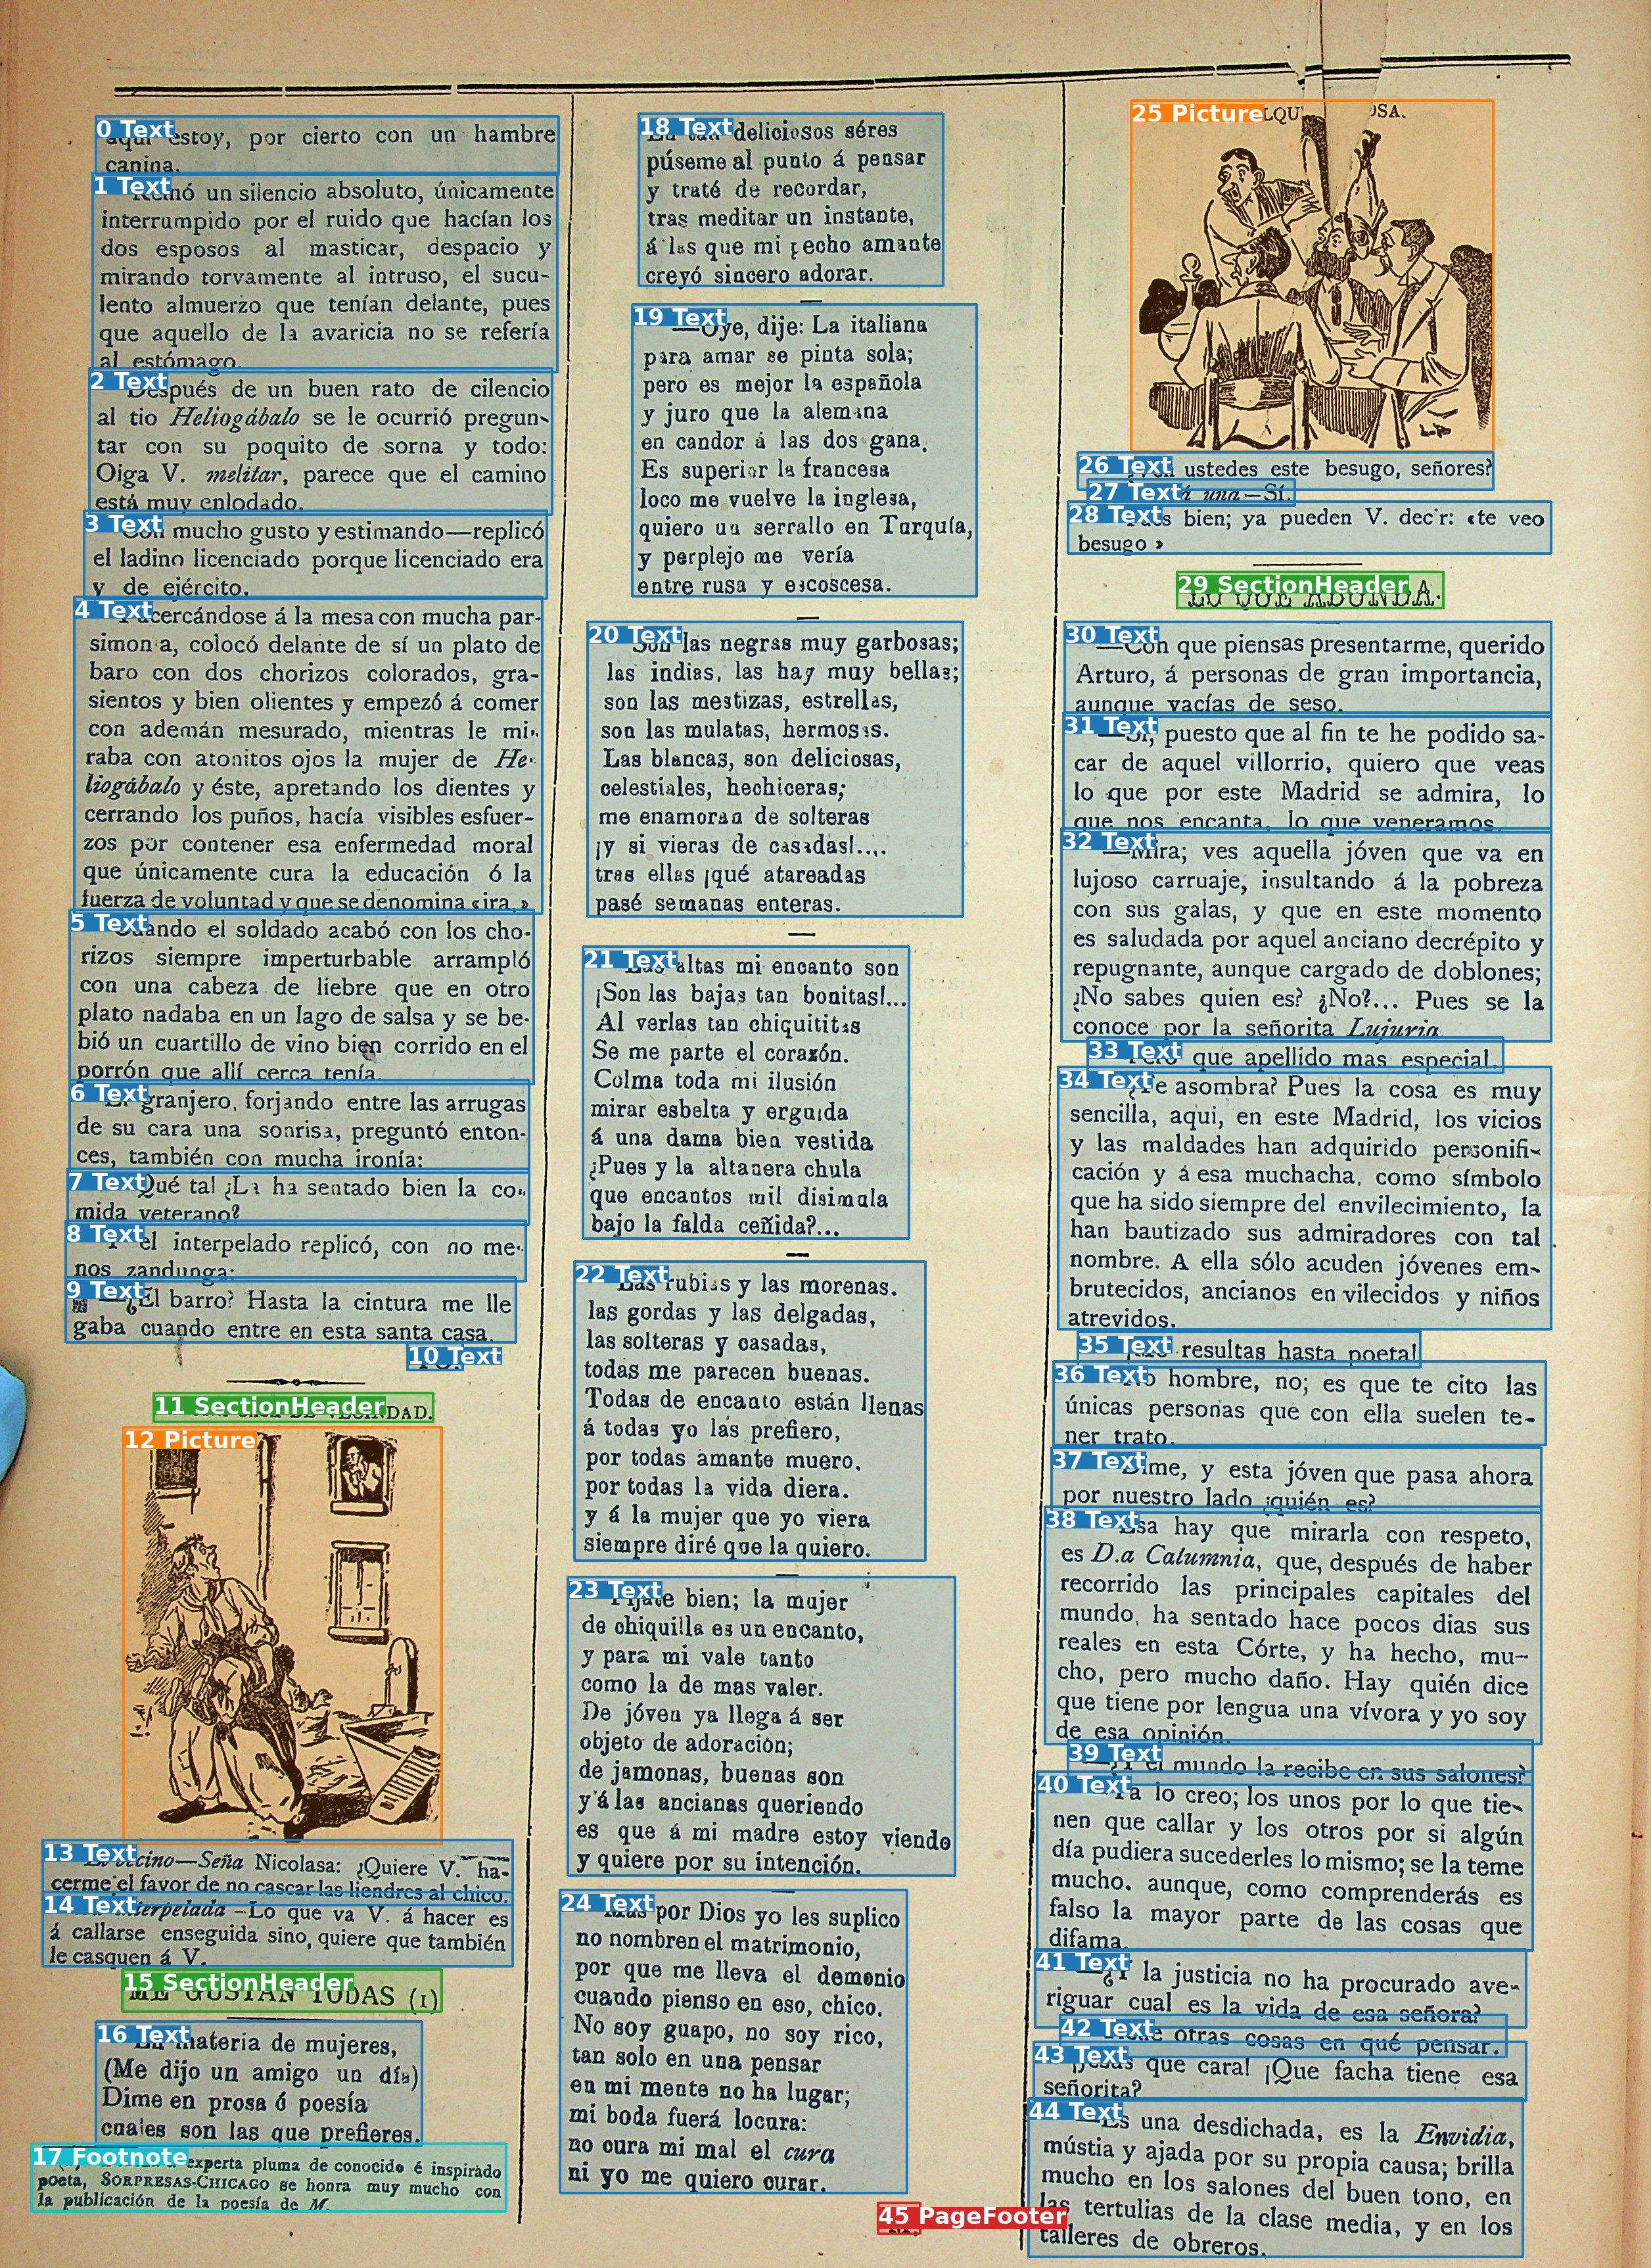 estoy, por cierto con un hambre
canina.
un silencio absoluto, únicamente
interrumpido por el ruido que hacían los
dos esposos al masticar, despacio y
mirando torvamente al intruso, el sucu-
lento almuerzo que tenían delante, pues
que aquello de la avaricia no se refería
al estómago.
Después de un buen rato de cilencio
al tio Heliogábalo se le ocurrió pregun-
tar con su poquito de sorna y todo:
Oiga V. melitar, parece que el camino
está muy enlodado.
Con mucho gusto y estimando—replicó
el ladino licenciado porque licenciado era
y de ejército.
Acercándose á la mesa con mucha par-
simonia, colocó delante de sí un plato de
baro con dos chorizos colorados, gra-
sientos y bien olientes y empezó á comer
con ademán mesurado, mientras le mi-
raba con atonitos ojos la mujer de He-
liogábalo y éste, apretando los dientes y
cerrando los puños, hacía visibles esfuer-
zos por contener esa enfermedad moral
que únicamente cura la educación ó la
fuerza de voluntad y que se denomina «ira.»
Cuando el soldado acabó con los cho-
rizos siempre imperturbable arrampló
con una cabeza de liebre que en otro
plato nadaba en un lago de salsa y se be-
bió un cuartillo de vino bien corrido en el
porrón que allí cerca tenía.
El granjero, forjando entre las arrugas
de su cara una sonrisa, preguntó enton-
ces, también con mucha ironía:
Qué tal ¿La ha sentado bien la co-
mida veterano?
Y el interpelado replicó, con no me-
nos zandunga:
—¿El barro? Hasta la cintura me lle
gaba cuando entre en esta santa casa.
El vecino—Seña Nicolasa: ¿Quiere V. ha-
cerme el favor de no cascar las liendres al chico.
interpelada—Lo que va V. á hacer es
á callarse enseguida sino, quiere que también
le casquen á V.
ME GUSTAN TODAS (1)
En materia de mujeres,
(Me dijo un amigo un día)
Dime en prosa ó poesía
cuales son las que prefieres.
experta pluma de conocido é inspirado
poeta, SORPRESAS-CHICAGO se honra muy mucho con
la publicación de la poesía de M.
En tan deliciosos séres
púseme al punto á pensar
y traté de recordar,
tras meditar un instante,
á las que mi pecho amante
creyó sincero adorar.
—Oye, dije: La italiana
para amar se pinta sola;
pero es mejor la española
y juro que la alemana
en candor á las dos gana.
Es superior la francesa
loco me vuelve la inglesa,
quiero un serrallo en Turquía,
y perplejo me vería
entre rusa y escoscesa.
Son las negras muy garbosas;
las indias, las hay muy bellas;
son las mestizas, estrellas,
son las mulatas, hermosas.
Las blancas, son deliciosas,
celestiales, hechiceras;
me enamoran de solteras
¡y si vieras de casadas!....
tras ellas ¡qué atareadas
pasé semanas enteras.
Las altas mi encanto son
¡Son las bajas tan bonitas!...
Al verlas tan chiquititas
Se me parte el corazón.
Colma toda mi ilusión
mirar esbelta y erguida
á una dama bien vestida
¿Pues y la altanera chula
que encantos mil disimula
bajo la falda ceñida?...
Las rubias y las morenas.
las gordas y las delgadas,
las solteras y casadas,
todas me parecen buenas.
Todas de encanto están llenas
á todas yo las prefiero,
por todas amante muero.
por todas la vida diera.
y á la mujer que yo viera
siempre diré que la quiero.
Fíjate bien; la mujer
de chiquilla es un encanto,
y para mi vale tanto
como la de mas valer.
De jóven ya llega á ser
objeto de adoración;
de jamonas, buenas son
y á las ancianas queriendo
es que á mi madre estoy viendo
y quiere por su intención.
Mas por Dios yo les suplico
no nombren el matrimonio,
por que me lleva el demonio
cuando pienso en eso, chico.
No soy guapo, no soy rico,
tan solo en una pensar
en mi mente no ha lugar;
mi boda fuerá locura:
no cura mi mal el cura
ni yo me quiero curar.
ustedes este besugo, señores?
á una—Sí.
bien; ya pueden V. decir: «te veo
besugo»
LO QUE ABUNDA.
—Con que piensas presentarme, querido
Arturo, á personas de gran importancia,
aunque vacías de seso.
—Sí, puesto que al fin te he podido sa-
car de aquel villorrio, quiero que veas
lo que por este Madrid se admira, lo
que nos encanta, lo que veneramos.
—Mira; ves aquella jóven que va en
lujoso carruaje, insultando á la pobreza
con sus galas, y que en este momento
es saludada por aquel anciano decrépito y
repugnante, aunque cargado de doblones;
¿No sabes quien es? ¿No?... Pues se la
conoce por la señorita Lujuria.
que apellido mas especial.
¿Te asombra? Pues la cosa es muy
sencilla, aqui, en este Madrid, los vicios
y las maldades han adquirido personifi-
cación y á esa muchacha, como símbolo
que ha sido siempre del envilecimiento, la
han bautizado sus admiradores con tal
nombre. A ella sólo acuden jóvenes em-
brutecidos, ancianos envilecidos y niños
atrevidos.
resultas hasta poeta!
No hombre, no; es que te cito las
únicas personas que con ella suelen te-
ner trato.
Dime, y esta jóven que pasa ahora
por nuestro lado ¿quién es?
Esa hay que mirarla con respeto,
es D.a Calumnia, que, después de haber
recorrido las principales capitales del
mundo, ha sentado hace pocos dias sus
reales en esta Córte, y ha hecho, mu-
cho, pero mucho daño. Hay quién dice
que tiene por lengua una vívora y yo soy
de esa opinión.
—¿Y el mundo la recibe en sus salones?
Ya lo creo; los unos por lo que tie-
nen que callar y los otros por si algún
día pudiera sucederles lo mismo; se la teme
mucho. aunque, como comprenderás es
falso la mayor parte de las cosas que
difama.
—¿Y la justicia no ha procurado ave-
riguar cual es la vida de esa señora?
otras cosas en qué pensar.
que cara! ¡Que facha tiene esa
señorita?
Es una desdichada, es la Envidia,
mústia y ajada por su propia causa; brilla
mucho en los salones del buen tono, en
las tertulias de la clase media, y en los
talleres de obreros.